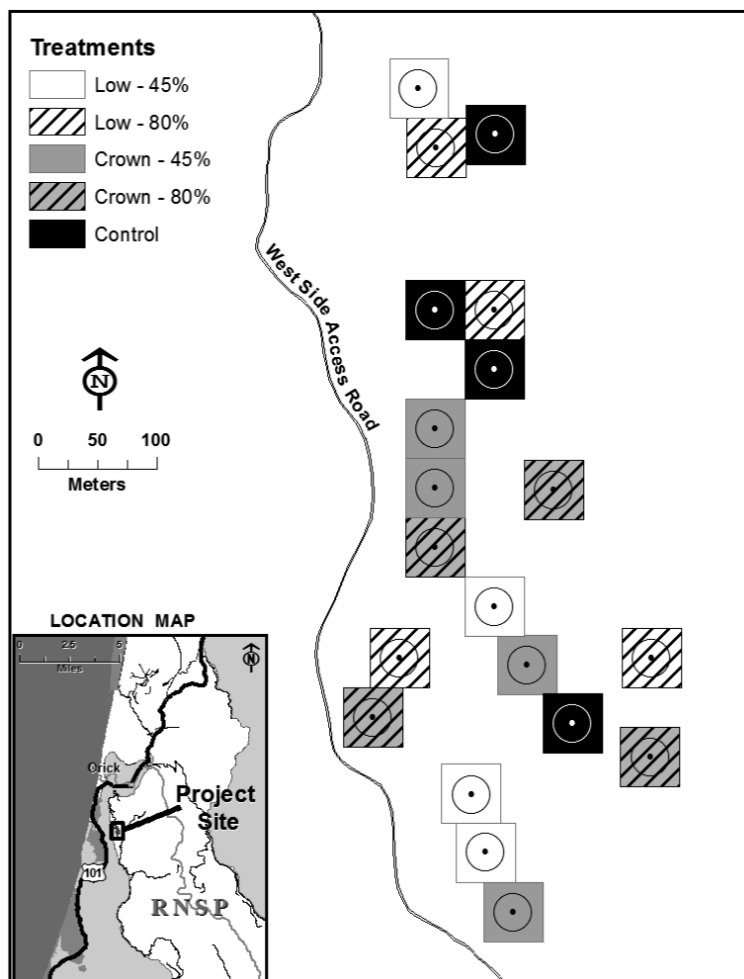 Treatments
Low - 45%
Low - 80%
Crown - 45%
Crown - 80%
Control
West Side Access Road
N
0 50 100
Meters
LOCATION MAP
0 2.5 5
Miles
N
Orick
Project
Site
101
RNSP